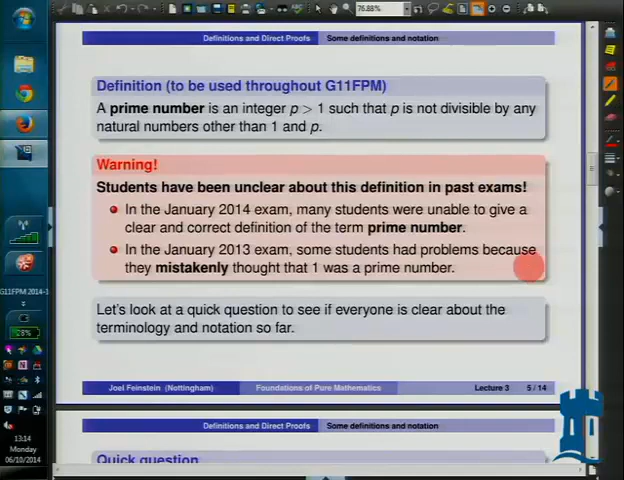 76.88%
Definitions and Direct Proofs Some definitions and notation
Definition (to be used throughout G11FPM)
A prime number is an integer p > 1 such that p is not divisible by any
natural numbers other than 1 and p.
Warning!
Students have been unclear about this definition in past exams!
In the January 2014 exam, many students were unable to give a
clear and correct definition of the term prime number.
In the January 2013 exam, some students had problems because
they mistakenly thought that 1 was a prime number.
Let's look at a quick question to see if everyone is clear about the
terminology and notation so far.
Joel Feinstein (Nottingham) Foundations of Pure Mathematics Lecture 3 5 / 14
Definitions and Direct Proofs Some definitions and notation
Quick question
G11FPM 2014-1
28%
13:14
Monday
06/10/2014